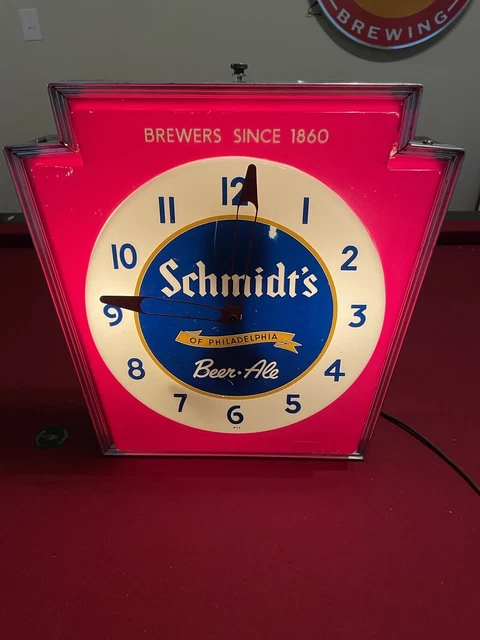 BREWING
BREWERS SINCE 1860
12
11 1
10 2
Schmidt's
9 3
OF PHILADELPHIA
8 4
Beer·Ale
7 5
6